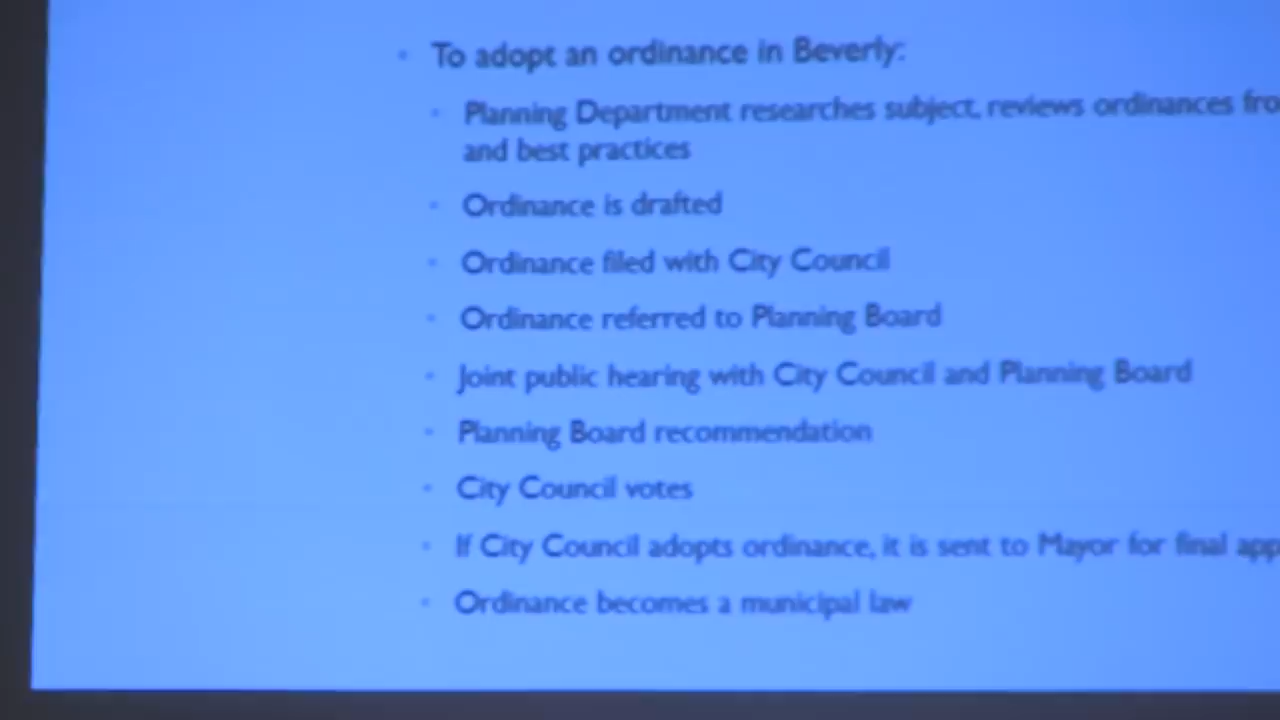 To adopt an ordinance in Beverly:
Planning Department researches subject, reviews ordinances
and best practices
Ordinance is drafted
Ordinance filed with City Council
Ordinance referred to Planning Board
Joint public hearing with City Council and Planning Board
Planning Board recommendation
City Council votes
If City Council adopts ordinance, it is sent to Mayor for final
Ordinance becomes a municipal law